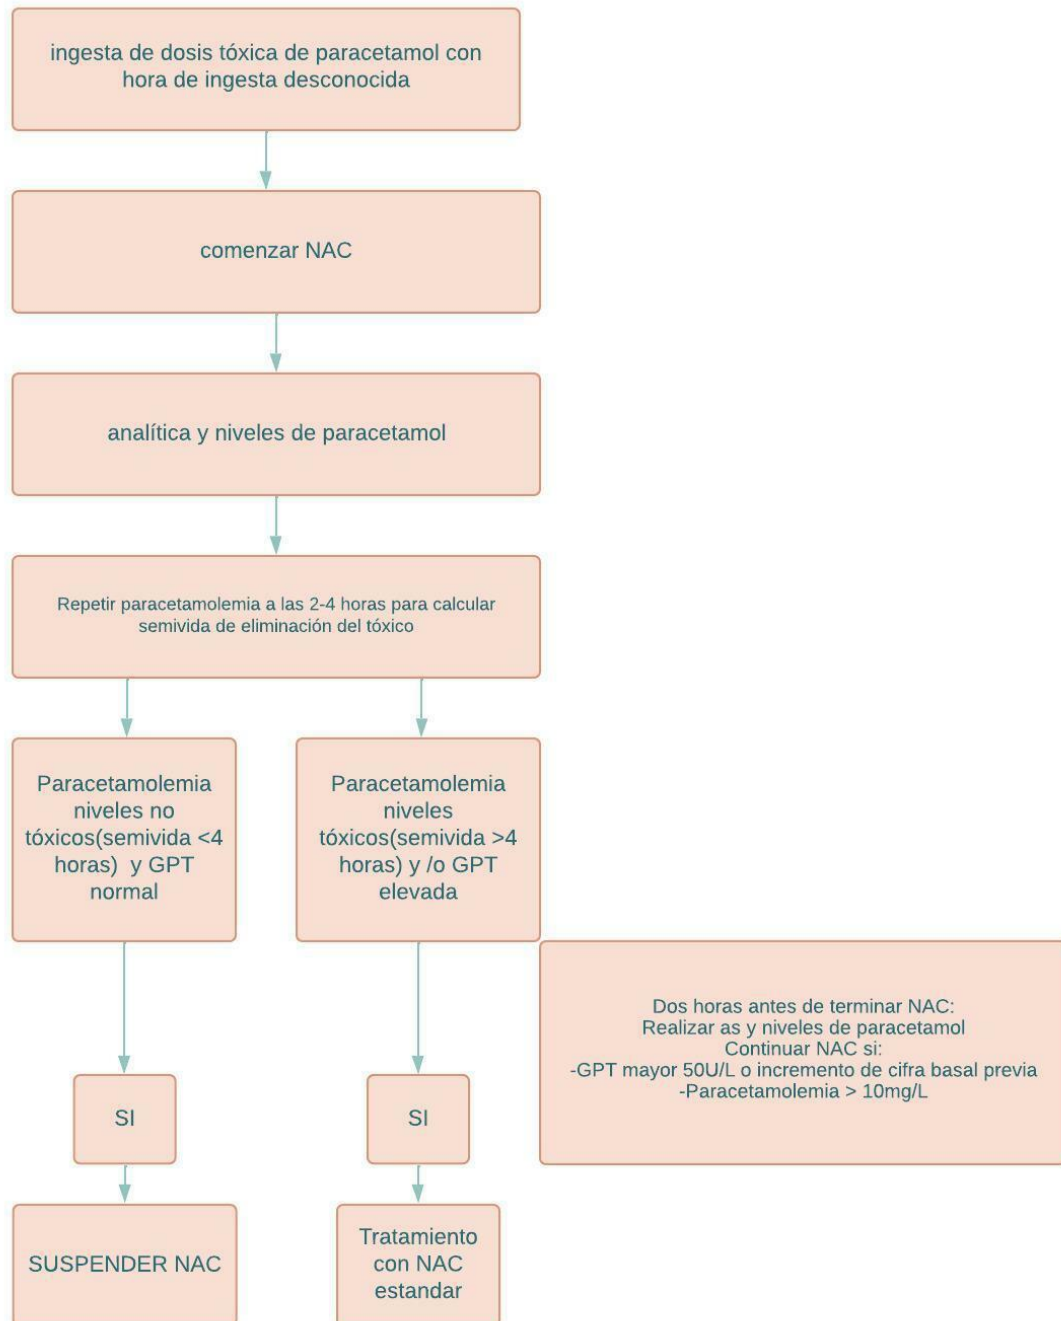 ingesta de dosis tóxica de paracetamol con
hora de ingesta desconocida
comenzar NAC
analítica y niveles de paracetamol
Repetir paracetamolemia a las 2-4 horas para calcular
semivida de eliminación del tóxico
Paracetamolemia
niveles no
tóxicos(semivida <4
horas)  y GPT
normal
Paracetamolemia
niveles
tóxicos(semivida >4
horas) y /o GPT
elevada
Dos horas antes de terminar NAC:
Realizar as y niveles de paracetamol
Continuar NAC si:
-GPT mayor 50U/L o incremento de cifra basal previa
-Paracetamolemia > 10mg/L
SI
SI
SUSPENDER NAC
Tratamiento
con NAC
estandar